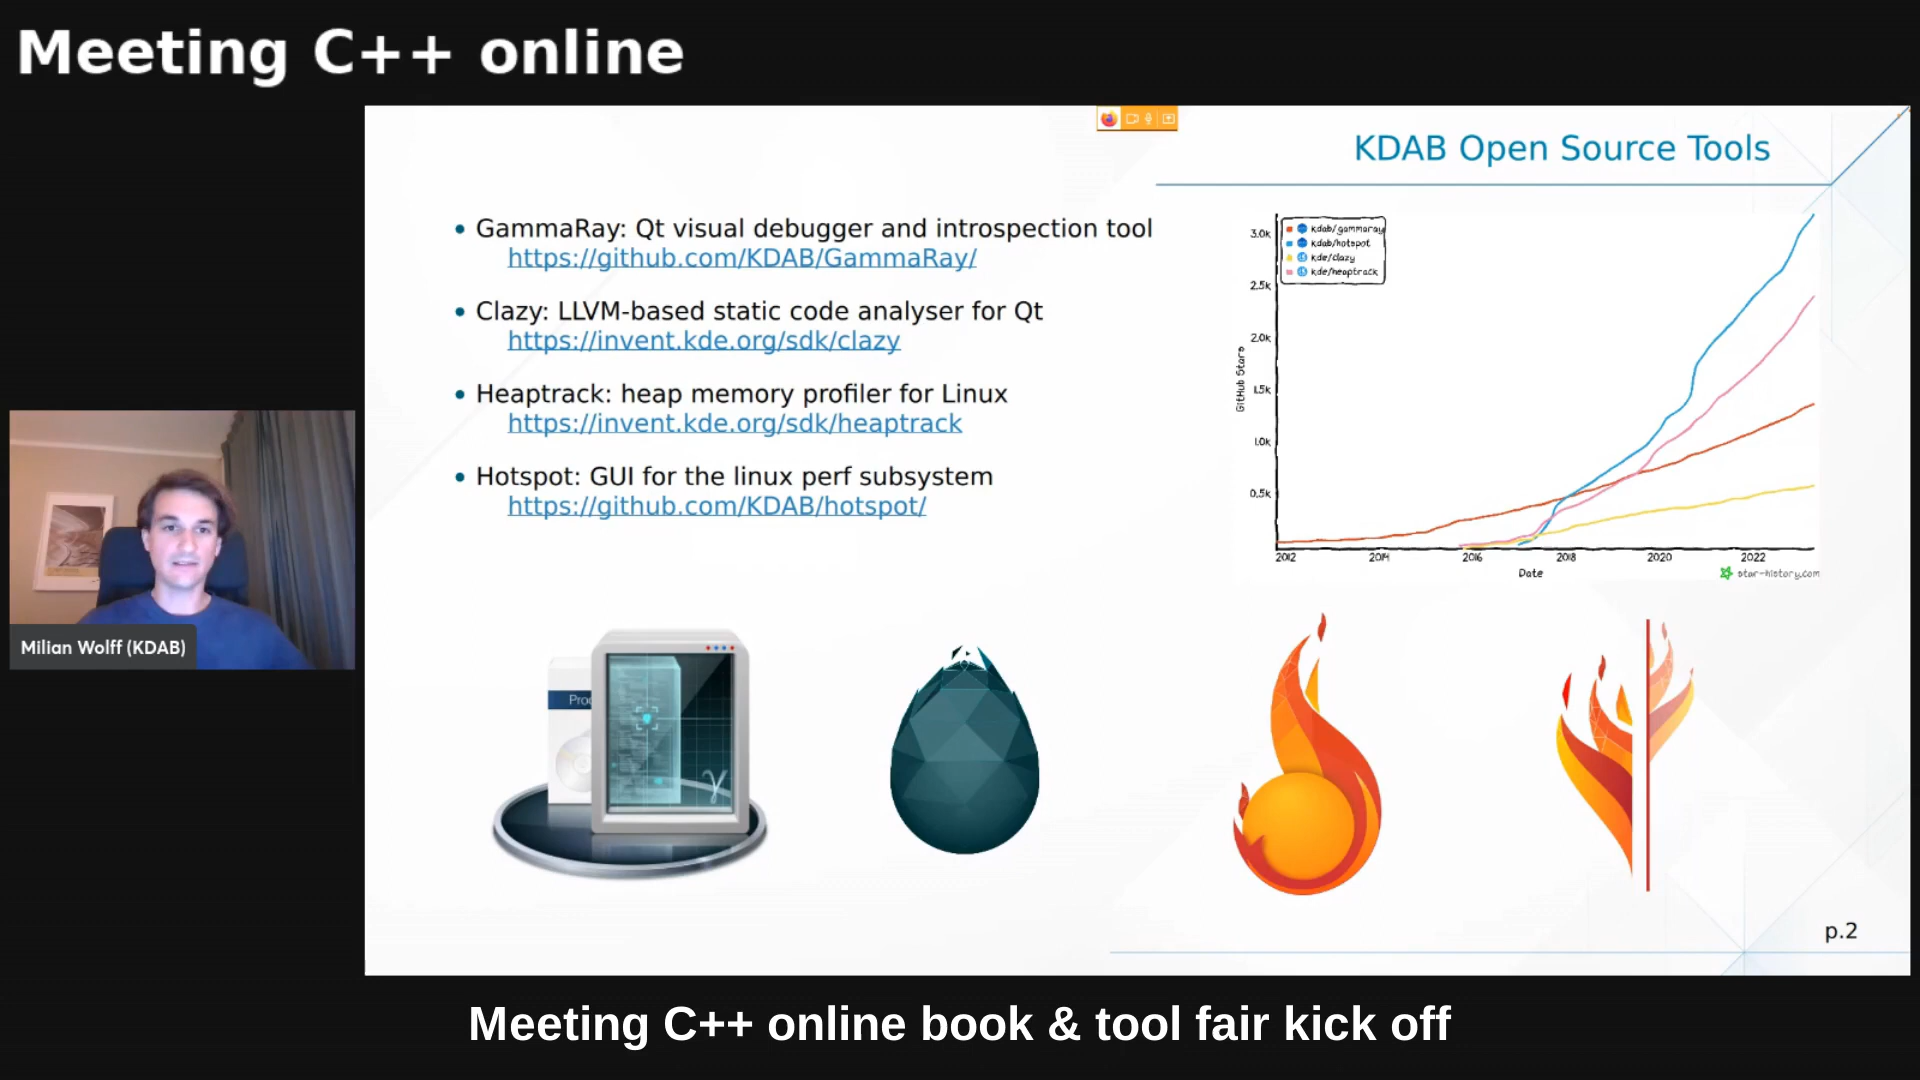 Meeting C++ online
KDAB Open Source Tools
• GammaRay: Qt visual debugger and introspection tool
https://github.com/KDAB/GammaRay/
• Clazy: LLVM-based static code analyser for Qt
https://invent.kde.org/sdk/clazy
• Heaptrack: heap memory profiler for Linux
https://invent.kde.org/sdk/heaptrack
• Hotspot: GUI for the linux perf subsystem
https://github.com/KDAB/hotspot/
kdab/gammaray
kdab/hotspot
kde/clazy
kde/heaptrack
3.0k
2.5k
2.0k
1.5k
1.0k
0.5k
GitHub Stars
2012 2014 2016 2018 2020 2022
Date
star-history.com
Milian Wolff (KDAB)
γ
p.2
Meeting C++ online book & tool fair kick off